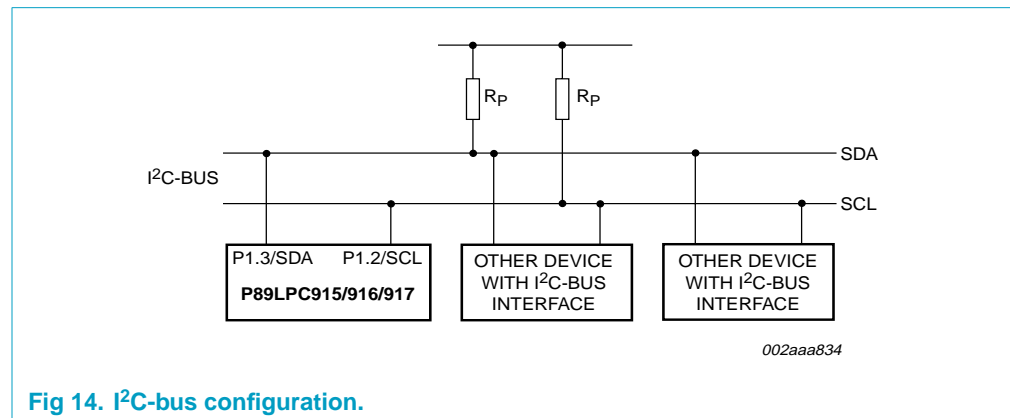 RP RP
SDA
I2C-BUS
SCL
P1.3/SDA P1.2/SCL
P89LPC915/916/917
OTHER DEVICE
WITH I2C-BUS
INTERFACE
OTHER DEVICE
WITH I2C-BUS
INTERFACE
002aaa834
Fig 14. I2C-bus configuration.